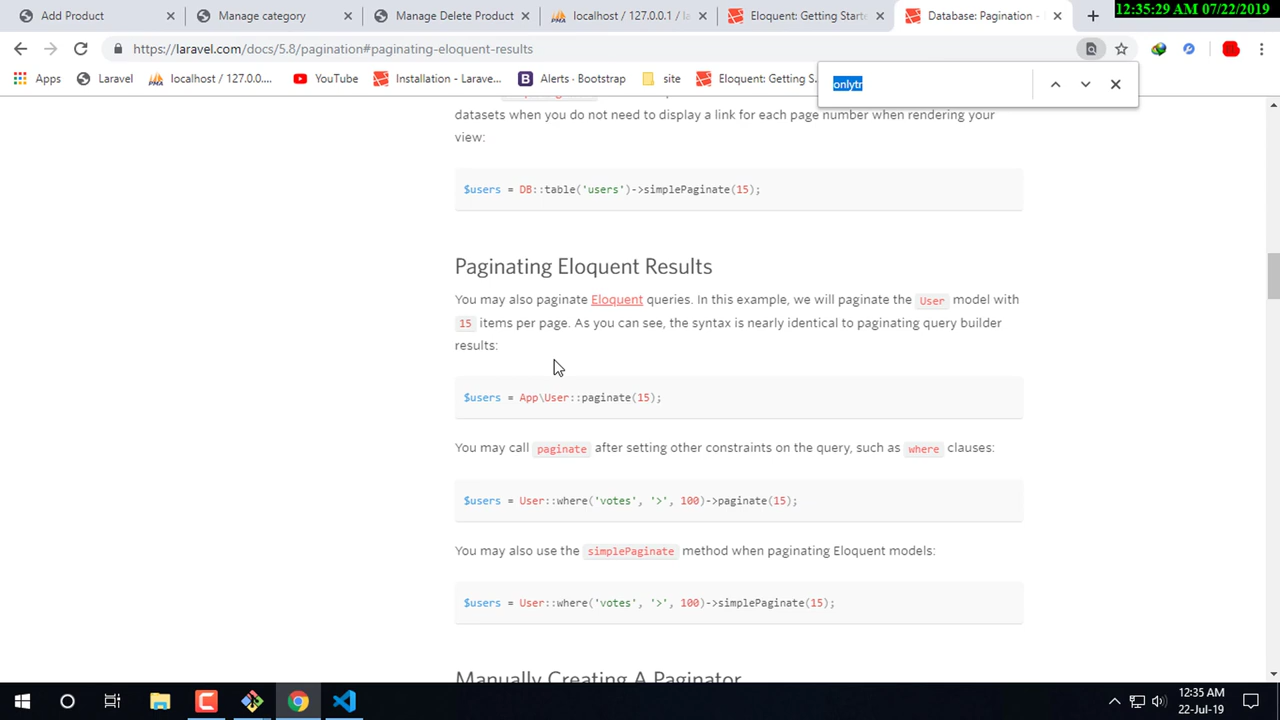 12:35:29 AM 07/22/2019
Add Product
Manage category
Manage Delete Product
localhost / 127.0.0.1 / la
Eloquent: Getting Starte
Database: Pagination -
https://laravel.com/docs/5.8/pagination#paginating-eloquent-results
Apps
Laravel
localhost / 127.0.0....
YouTube
Installation - Larave...
Alerts · Bootstrap
site
Eloquent: Getting S...
onlytr
datasets when you do not need to display a link for each page number when rendering your
view:
$users = DB::table('users')->simplePaginate(15);
Paginating Eloquent Results
You may also paginate Eloquent queries. In this example, we will paginate the User model with
15 items per page. As you can see, the syntax is nearly identical to paginating query builder
results:
$users = App\User::paginate(15);
You may call paginate after setting other constraints on the query, such as where clauses:
$users = User::where('votes', '>', 100)->paginate(15);
You may also use the simplePaginate method when paginating Eloquent models:
$users = User::where('votes', '>', 100)->simplePaginate(15);
Manually Creating A Paginator
12:35 AM
22-Jul-19